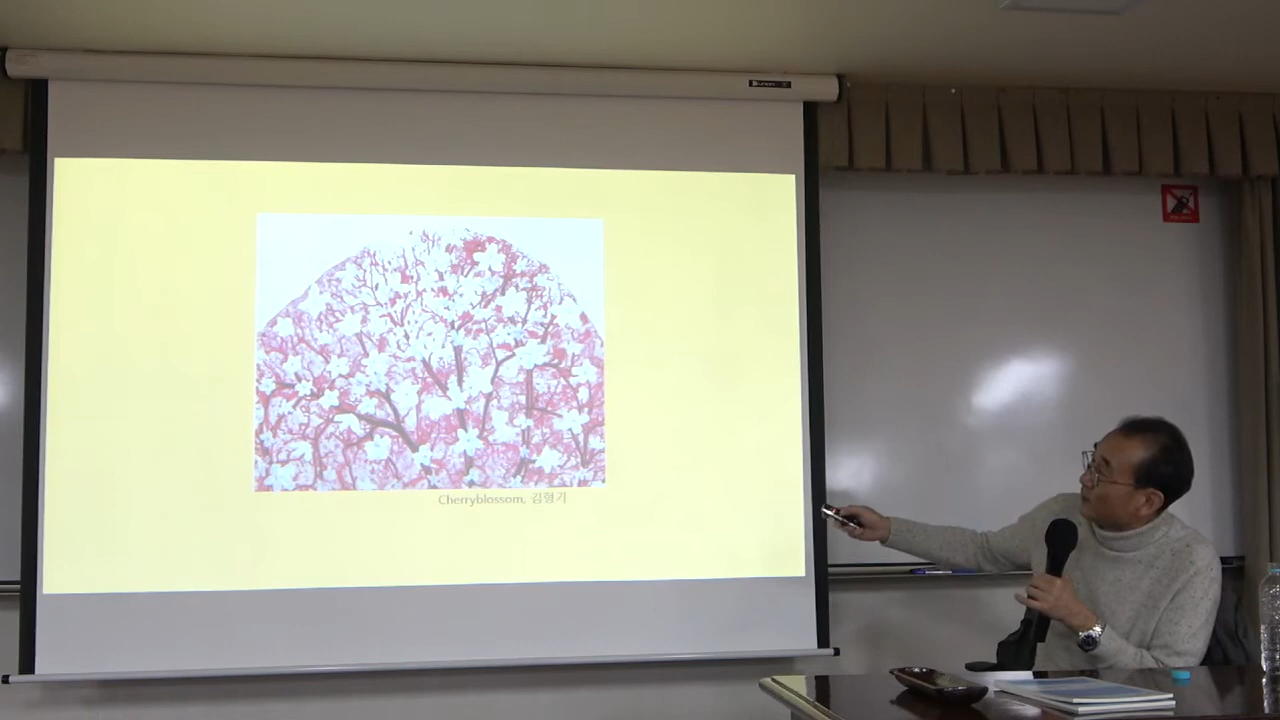 Cherryblossom, 김형기